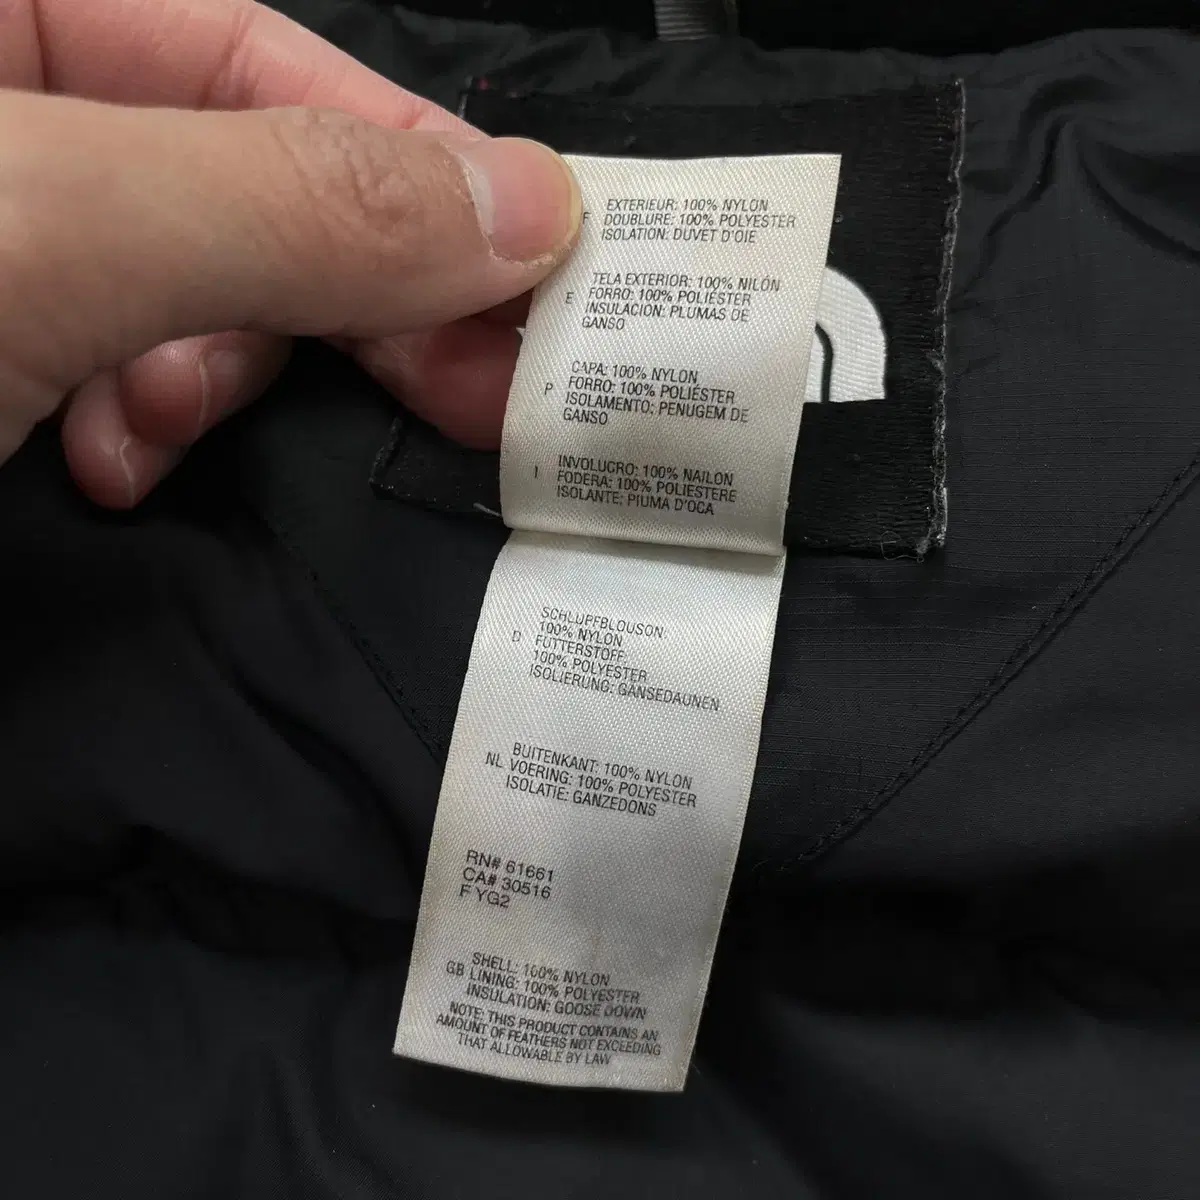 F
EXTERIEUR: 100% NYLON
DOUBLURE: 100% POLYESTER
ISOLATION: DUVET D'OIE
E
TELA EXTERIOR: 100% NILÓN
FORRO: 100% POLIÉSTER
INSULACION: PLUMAS DE
GANSO
P
CAPA: 100% NYLON
FORRO: 100% POLIÉSTER
ISOLAMENTO: PENUGEM DE
GANSO
I
INVOLUCRO: 100% NAILON
FODERA: 100% POLIESTERE
ISOLANTE: PIUMA D'OCA
SCHLUPFBLOUSON
100% NYLON
D FUTTERSTOFF
100% POLYESTER
ISOLIERUNG: GANSEDAUNEN
BUITENKANT: 100% NYLON
NL VOERING: 100% POLYESTER
ISOLATIE: GANZEDONS
RN# 61661
CA# 30516
F YG2
SHELL: 100% NYLON
GB LINING: 100% POLYESTER
INSULATION: GOOSE DOWN
NOTE: THIS PRODUCT CONTAINS AN
AMOUNT OF FEATHERS NOT EXCEEDING
THAT ALLOWABLE BY LAW